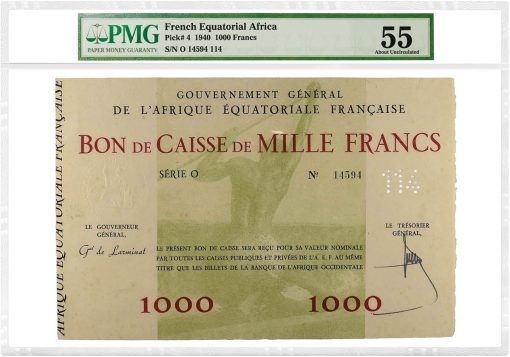 PMG
PAPER MONEY GUARANTY
French Equatorial Africa
Pick# 4 1940 1000 Francs
S/N O 14594 114
55
About Uncirculated
GOUVERNEMENT GÉNÉRAL
DE L'AFRIQUE ÉQUATORIALE FRANÇAISE
BON DE CAISSE DE MILLE FRANCS
SÉRIE O
Nº 14594
114
LE GOUVERNEUR
GÉNÉRAL,
Gᵃˡ de Larminat
LE TRÉSORIER
GÉNÉRAL,
LE PRÉSENT BON DE CAISSE SERA REÇU POUR SA VALEUR NOMINALE
PAR TOUTES LES CAISSES PUBLIQUES ET PRIVÉES DE L'A. E. F. AU MÊME
TITRE QUE LES BILLETS DE LA BANQUE DE L'AFRIQUE OCCIDENTALE
1000
1000
AFRIQUE ÉQUATORIALE FRANÇAISE